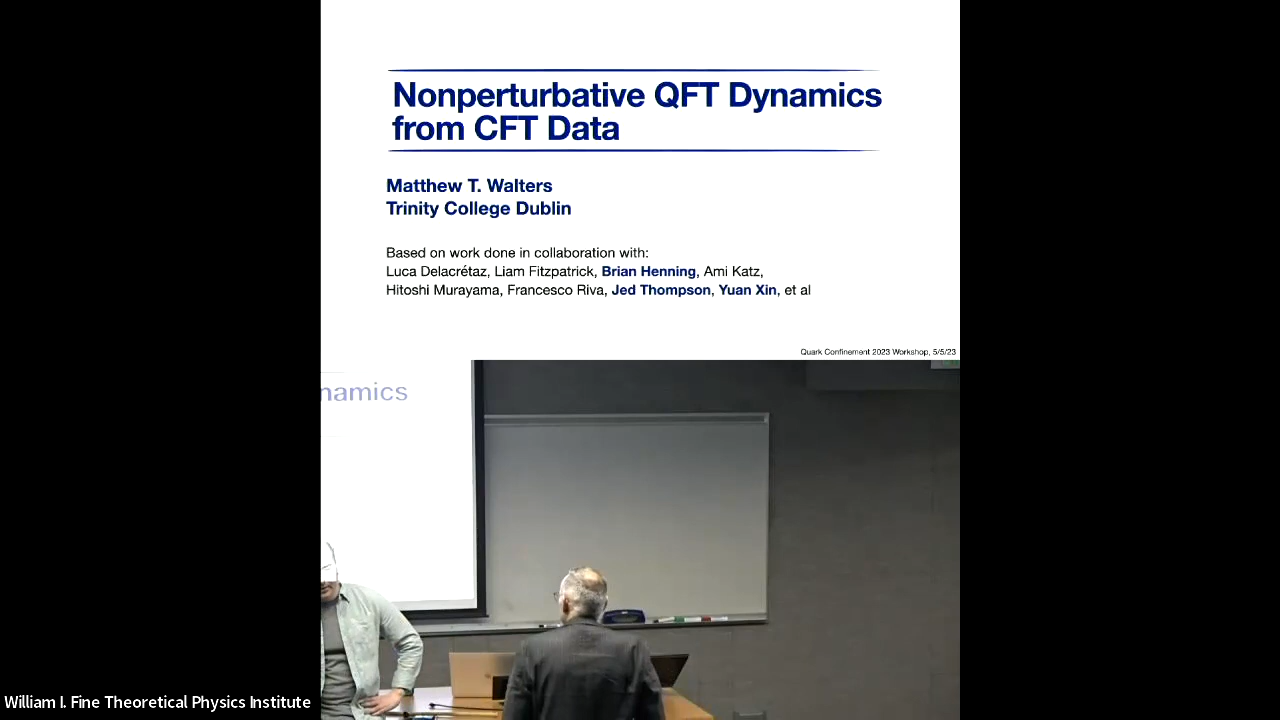 Nonperturbative QFT Dynamics
from CFT Data
Matthew T. Walters
Trinity College Dublin
Based on work done in collaboration with:
Luca Delacrétaz, Liam Fitzpatrick, Brian Henning, Ami Katz,
Hitoshi Murayama, Francesco Riva, Jed Thompson, Yuan Xin, et al
Quark Confinement 2023 Workshop, 5/5/23
namics
William I. Fine Theoretical Physics Institute